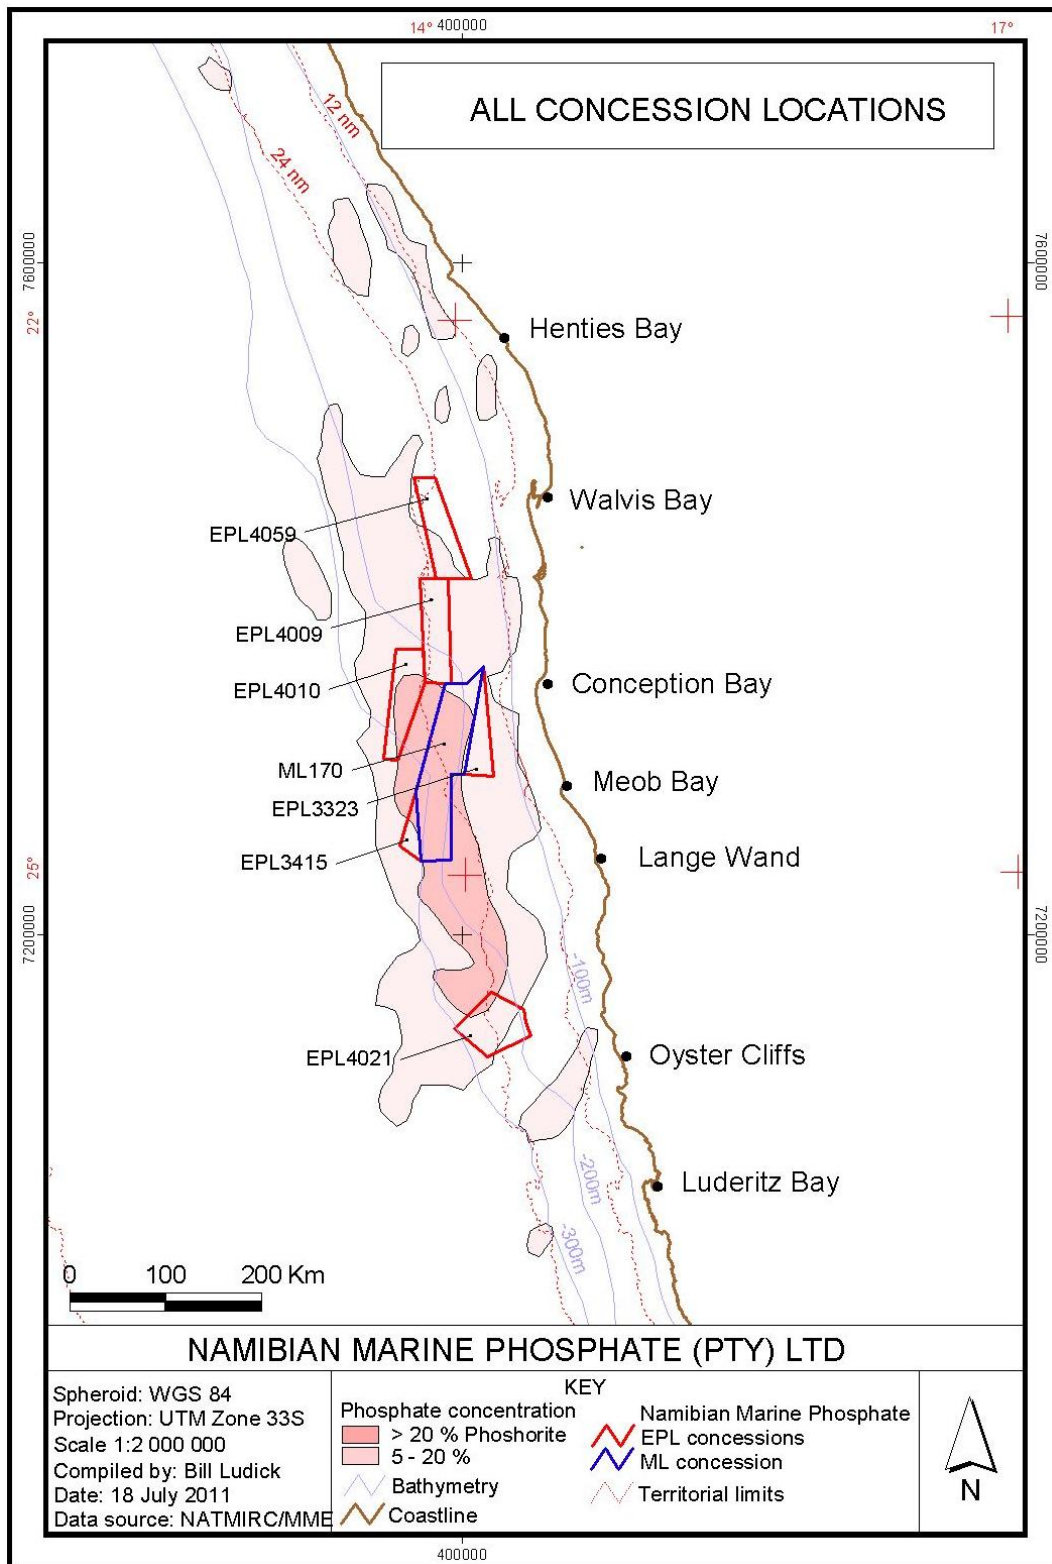 14° 400000 17°
ALL CONCESSION LOCATIONS
12 nm
24 nm
7600000 7600000
22°
Henties Bay
Walvis Bay
EPL4059
EPL4009
EPL4010
Conception Bay
ML170
Meob Bay
EPL3323
EPL3415
Lange Wand
25°
7200000 7200000
-100m
EPL4021
Oyster Cliffs
-200m
Luderitz Bay
-300m
0 100 200 Km
NAMIBIAN MARINE PHOSPHATE (PTY) LTD
Spheroid: WGS 84
Projection: UTM Zone 33S
Scale 1:2 000 000
Compiled by: Bill Ludick
Date: 18 July 2011
Data source: NATMIRC/MME
KEY
Phosphate concentration
> 20 % Phoshorite
5 - 20 %
Bathymetry
Coastline
Namibian Marine Phosphate
EPL concessions
ML concession
Territorial limits
N
400000